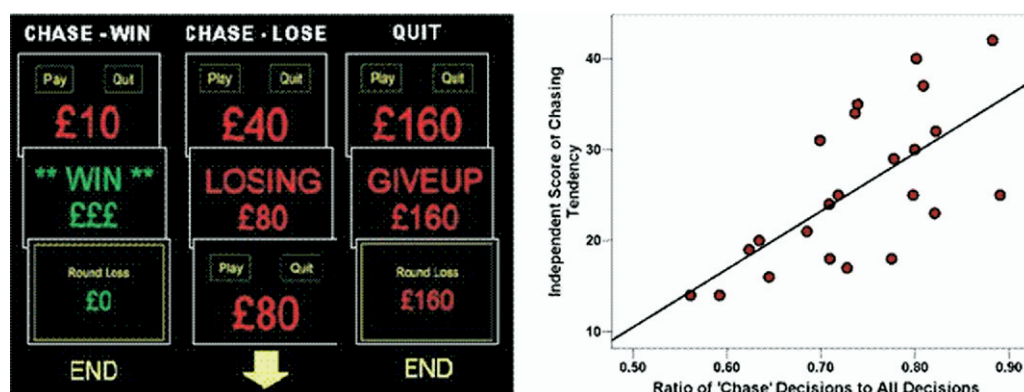 CHASE - WIN
Pay Quit
£10
** WIN **
£££
Round Loss
£0
END
CHASE - LOSE
Play Quit
£40
LOSING
£80
Play Quit
£80
QUIT
Play Quit
£160
GIVEUP
£160
Round Loss
£160
END
Independent Score of Chasing
Tendency
40
30
20
10
0.50 0.60 0.70 0.80 0.90
Ratio of 'Chase' Decisions to All Decisions